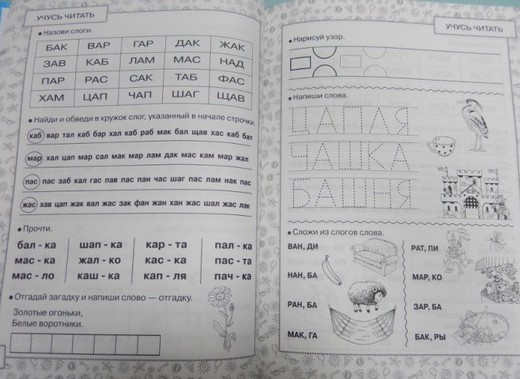 УЧУСЬ ЧИТАТЬ
Назови слоги.
БАК ВАР ГАР ДАК ЖАК
ЗАВ КАБ ЛАМ МАС НАД
ПАР РАС САК ТАБ ФАС
ХАМ ЦАП ЧАП ШАГ ЩАВ
Найди и обведи в кружок слог, указанный в начале строчки.
каб вар тал каб бар хал каб раб мак бал щав хас каб бат
мар хал цап мар сал мак мар лам дак мас кам мар жал
пас пас заб кал гас пав пас пан час шаг пас лам нак пас
жас хав цап жак вал жас зак фан жан хан жас шал жас лак
Прочти.
бал - ка шап - ка кар - та пал - ка
мас - ка жал - ко кас - ка пас - та
мас - ло каш - ка кап - ля пач - ка
Отгадай загадку и напиши слово — отгадку.
Золотые огоньки,
Белые воротники.
УЧУСЬ ЧИТАТЬ
Нарисуй узор.
Напиши слова.
ЦАПЛЯ
ЧАШКА
БАШНЯ
Сложи из слогов слова.
ВАН, ДИ РАТ, ПИ
НАН, БА МАР, КО
РАН, БА ЗАР, БА
МАК, ГА БАК, РЫ